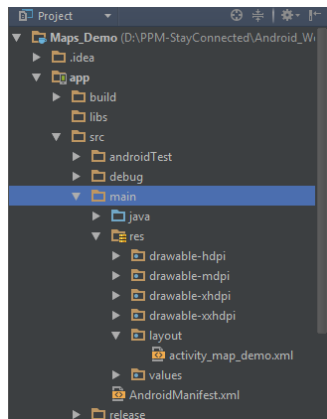 Project
Maps_Demo (D:\PPM-StayConnected\Android_W
.idea
app
build
libs
src
androidTest
debug
main
java
res
drawable-hdpi
drawable-mdpi
drawable-xhdpi
drawable-xxhdpi
layout
activity_map_demo.xml
values
AndroidManifest.xml
release